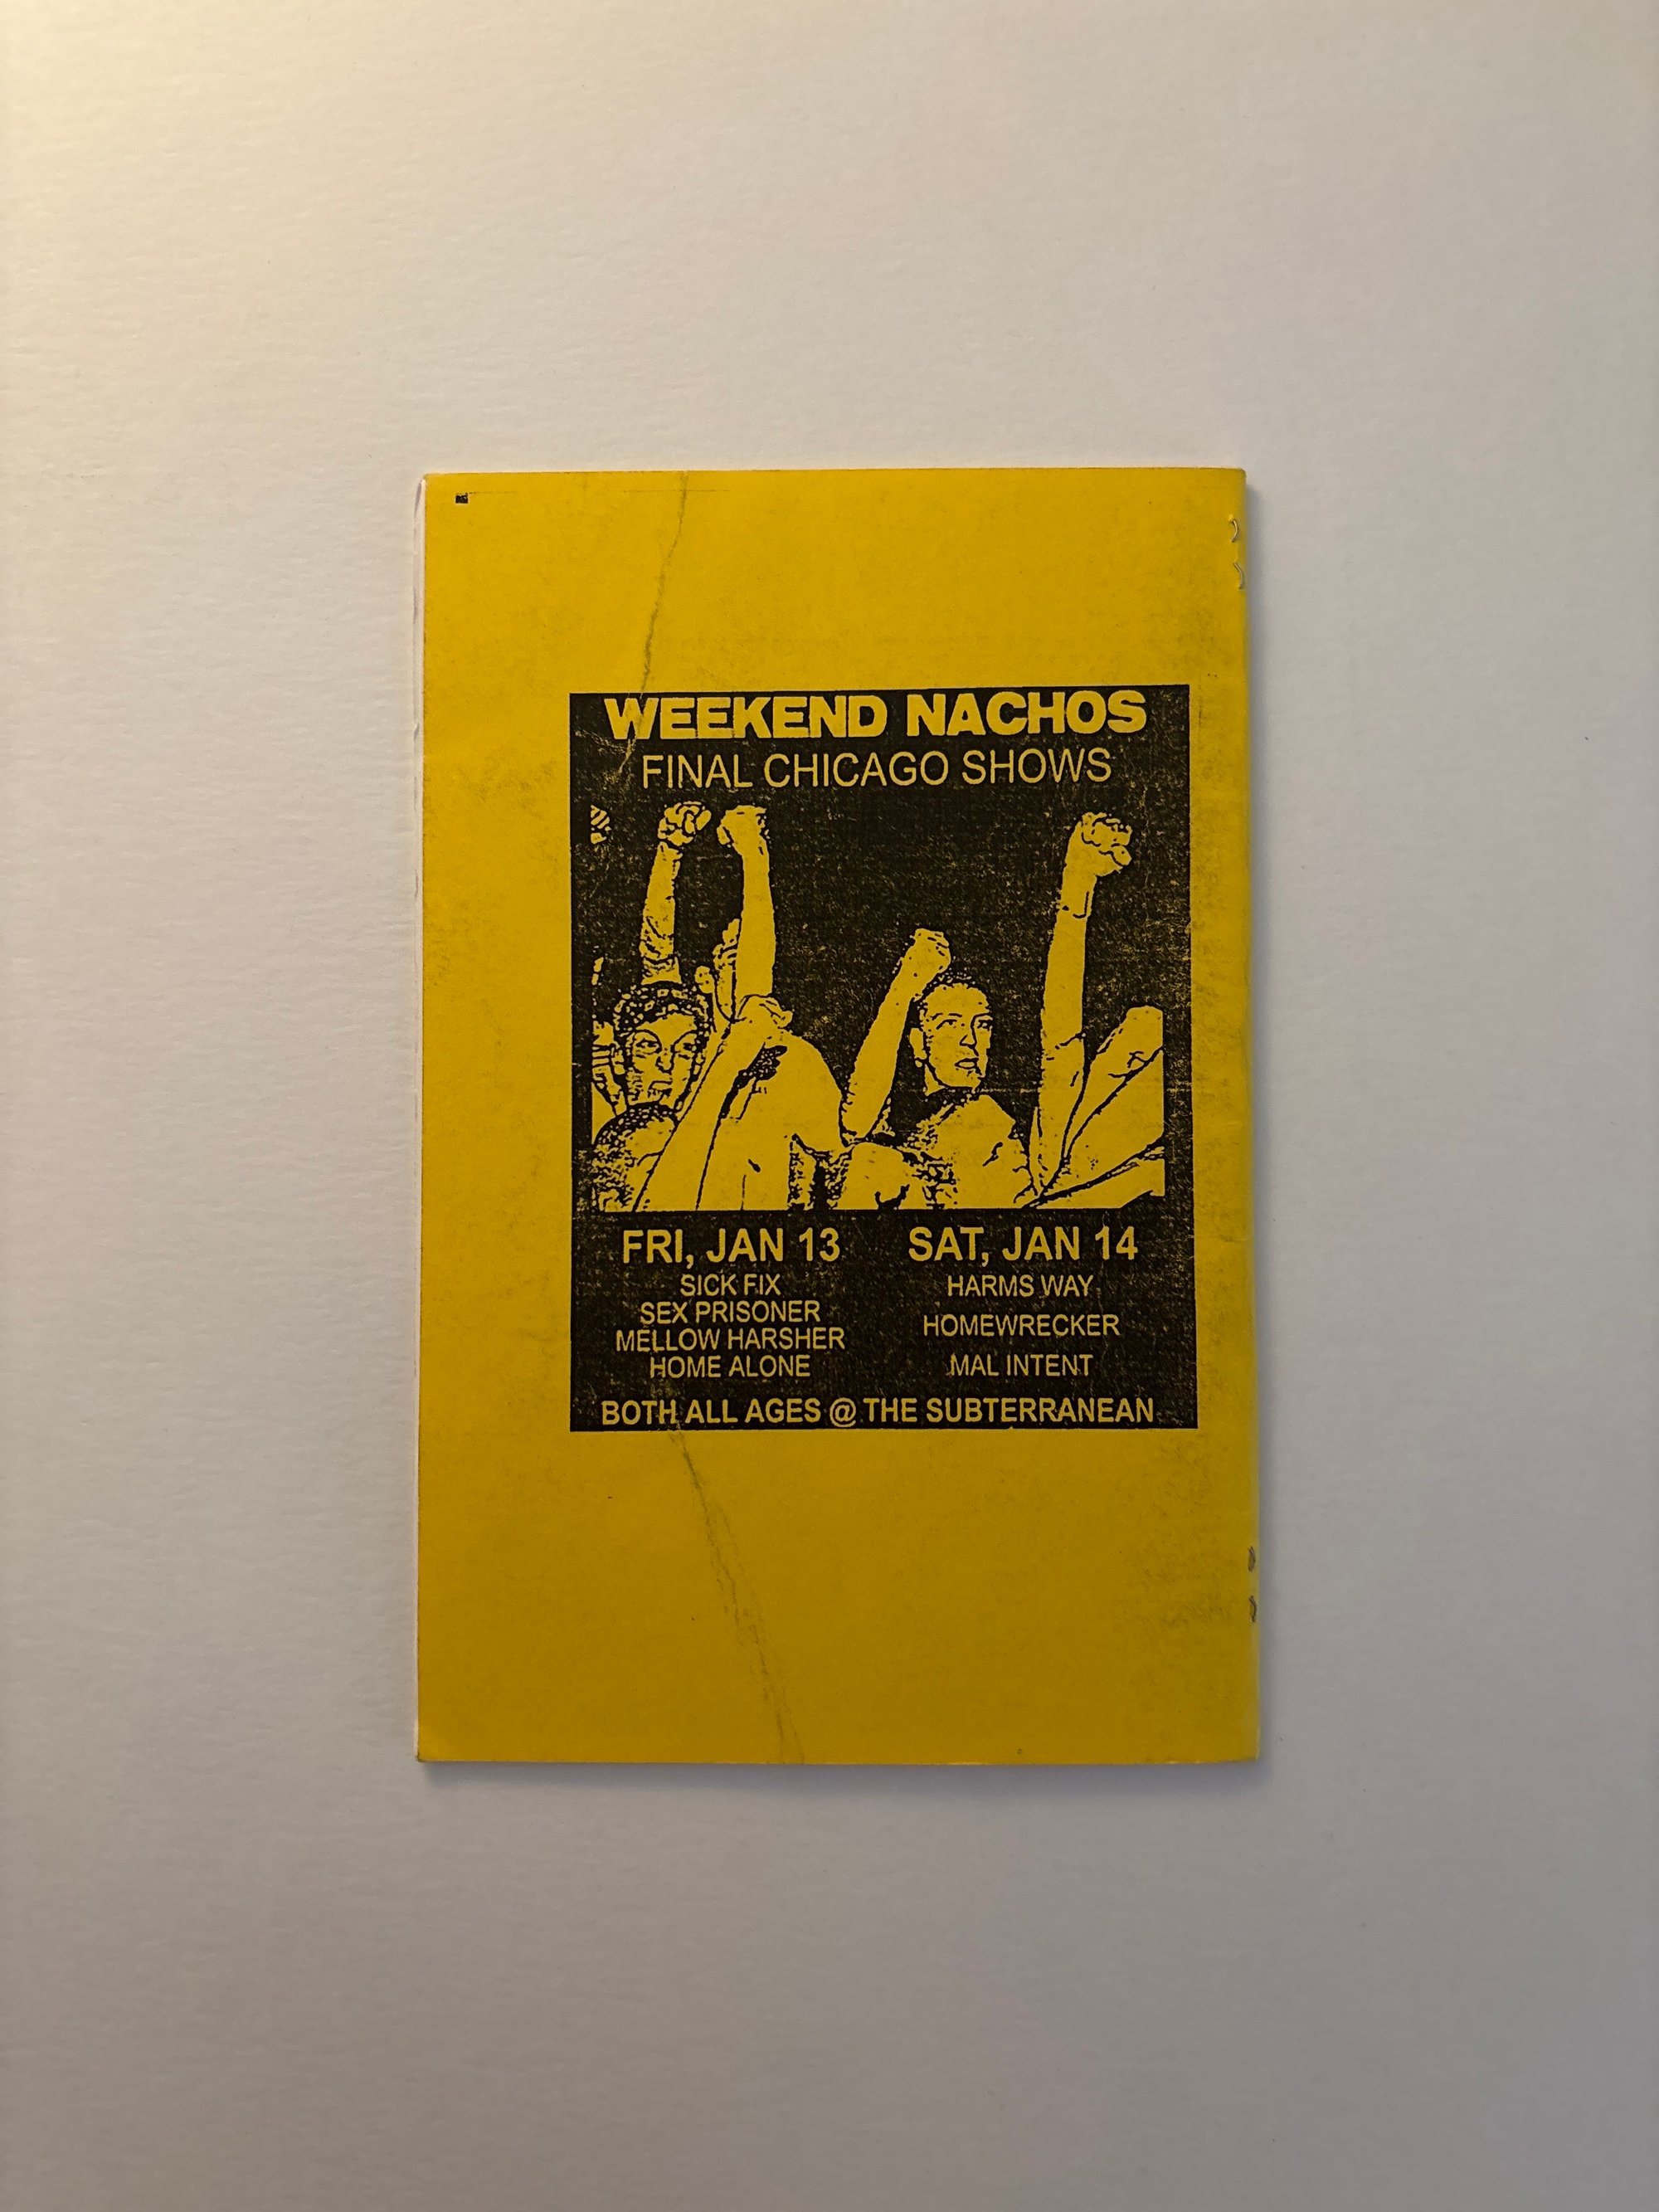 WEEKEND NACHOS
FINAL CHICAGO SHOWS
FRI, JAN 13
SICK FIX
SEX PRISONER
MELLOW HARSHER
HOME ALONE
SAT, JAN 14
HARMS WAY
HOMEWRECKER
MAL INTENT
BOTH ALL AGES @ THE SUBTERRANEAN